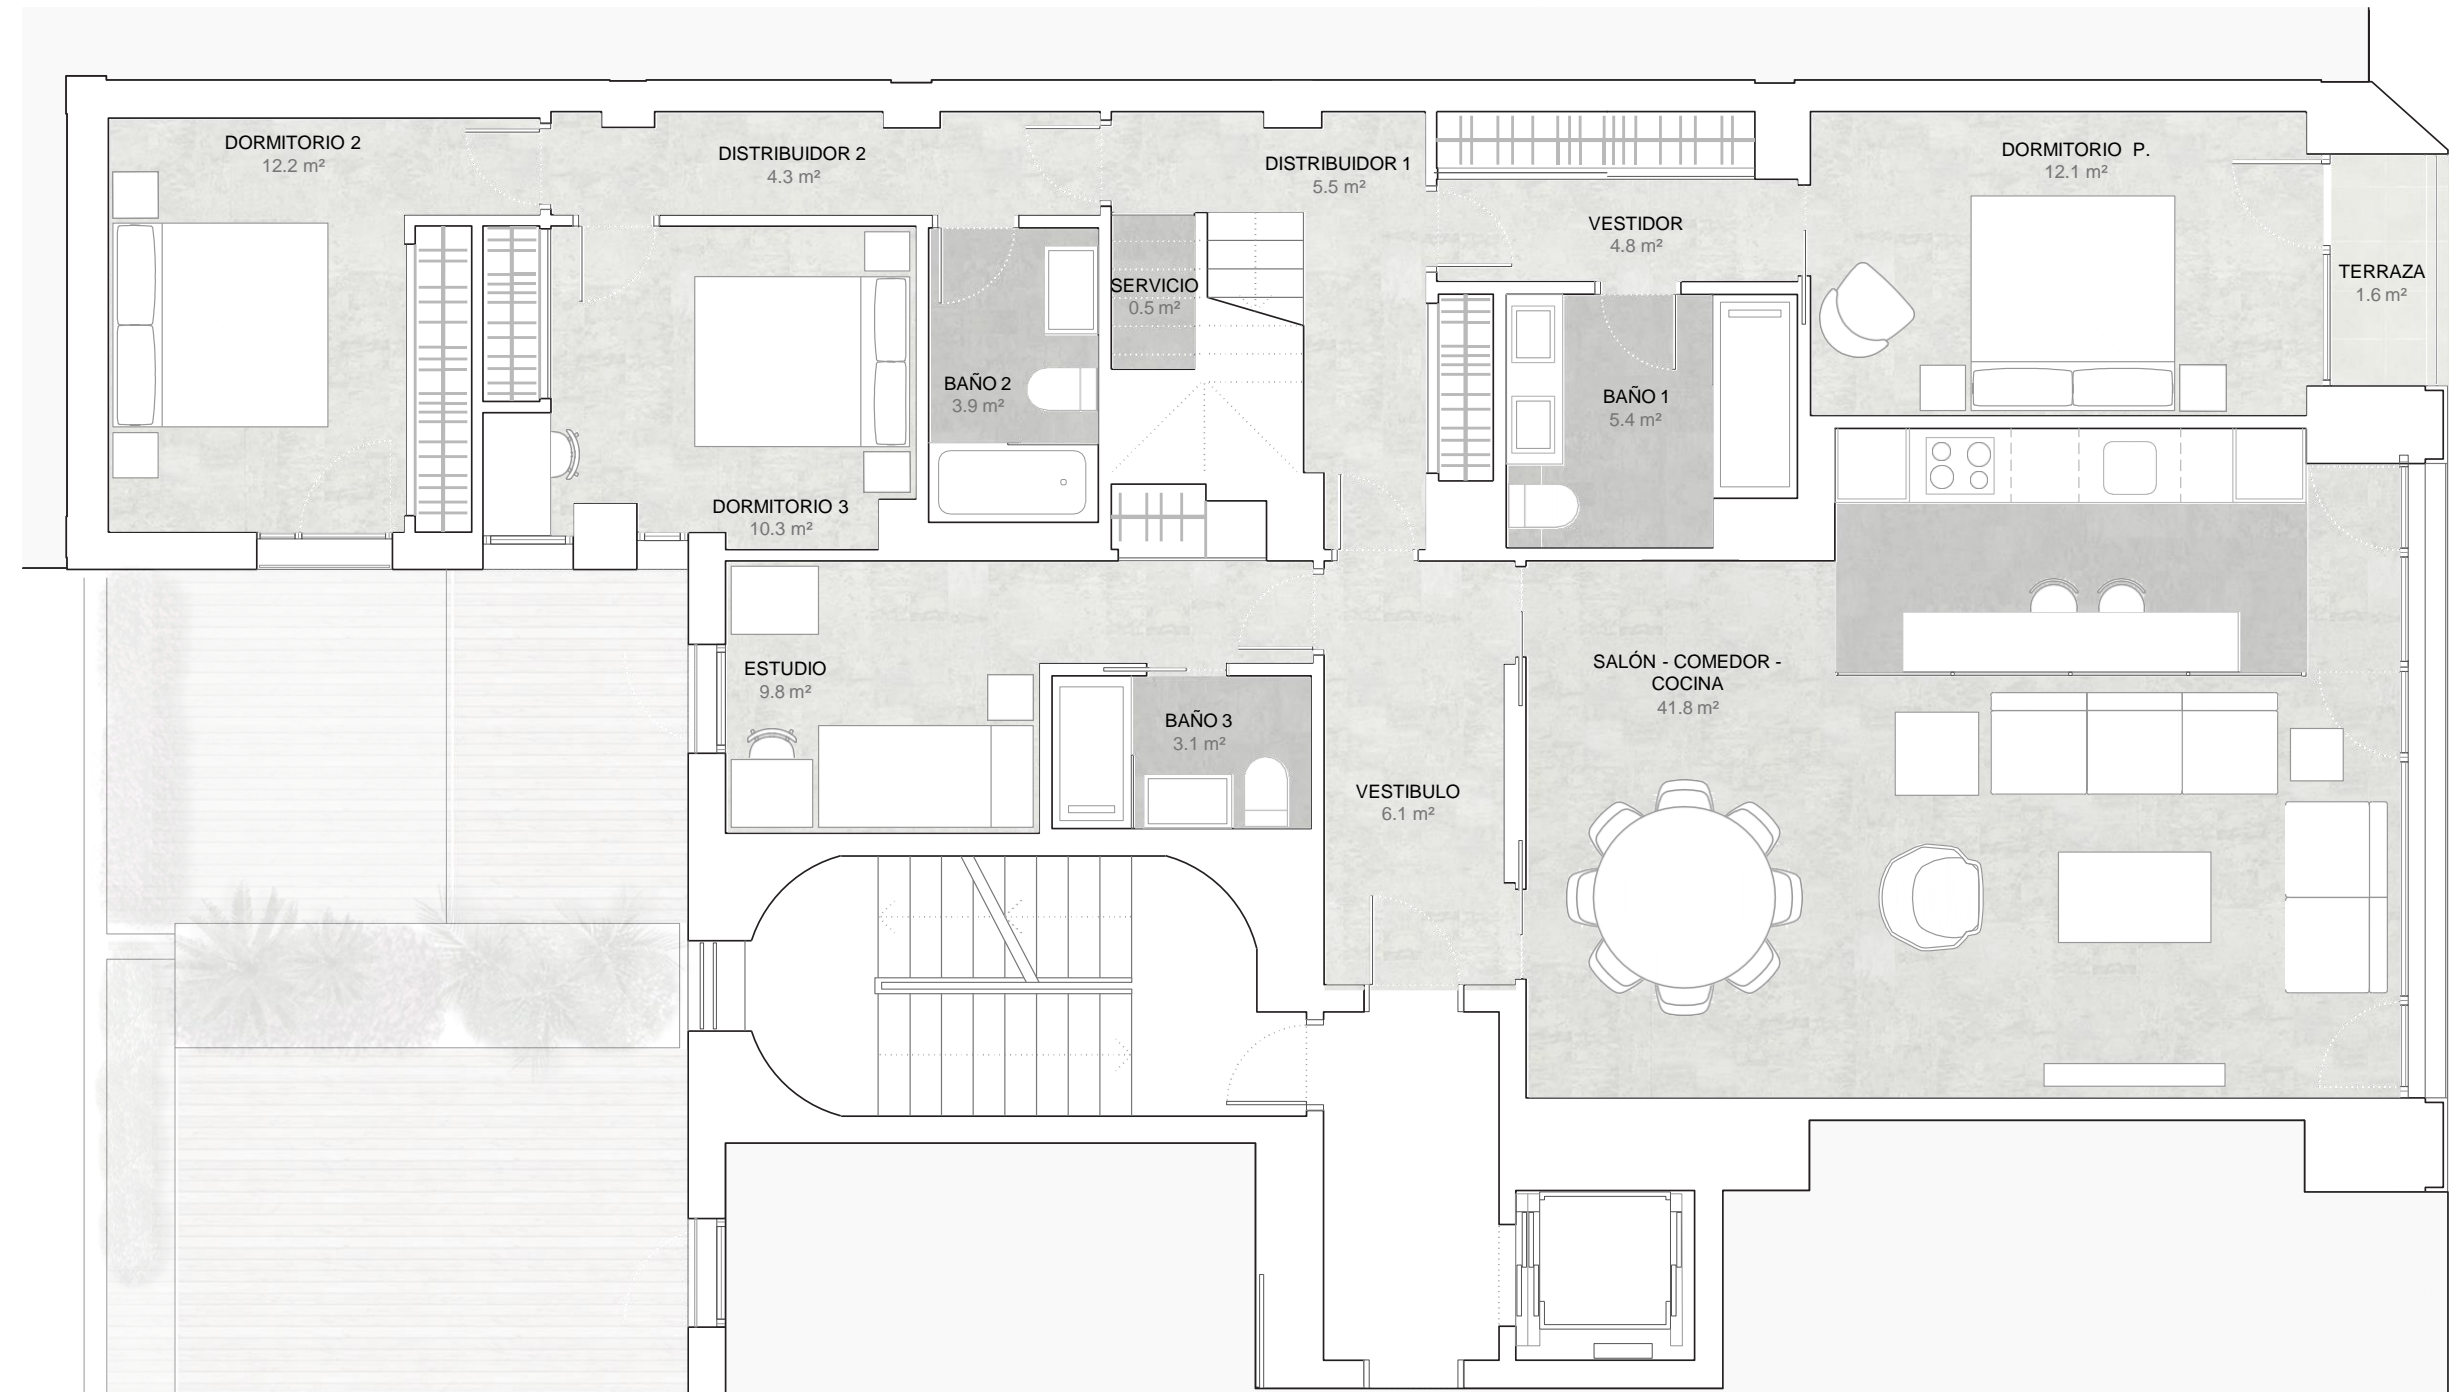 DORMITORIO 2
12.2 m²
DISTRIBUIDOR 2
4.3 m²
DISTRIBUIDOR 1
5.5 m²
DORMITORIO P.
12.1 m²
VESTIDOR
4.8 m²
TERRAZA
1.6 m²
SERVICIO
0.5 m²
BAÑO 2
3.9 m²
BAÑO 1
5.4 m²
DORMITORIO 3
10.3 m²
ESTUDIO
9.8 m²
SALÓN - COMEDOR -
COCINA
41.8 m²
BAÑO 3
3.1 m²
VESTIBULO
6.1 m²